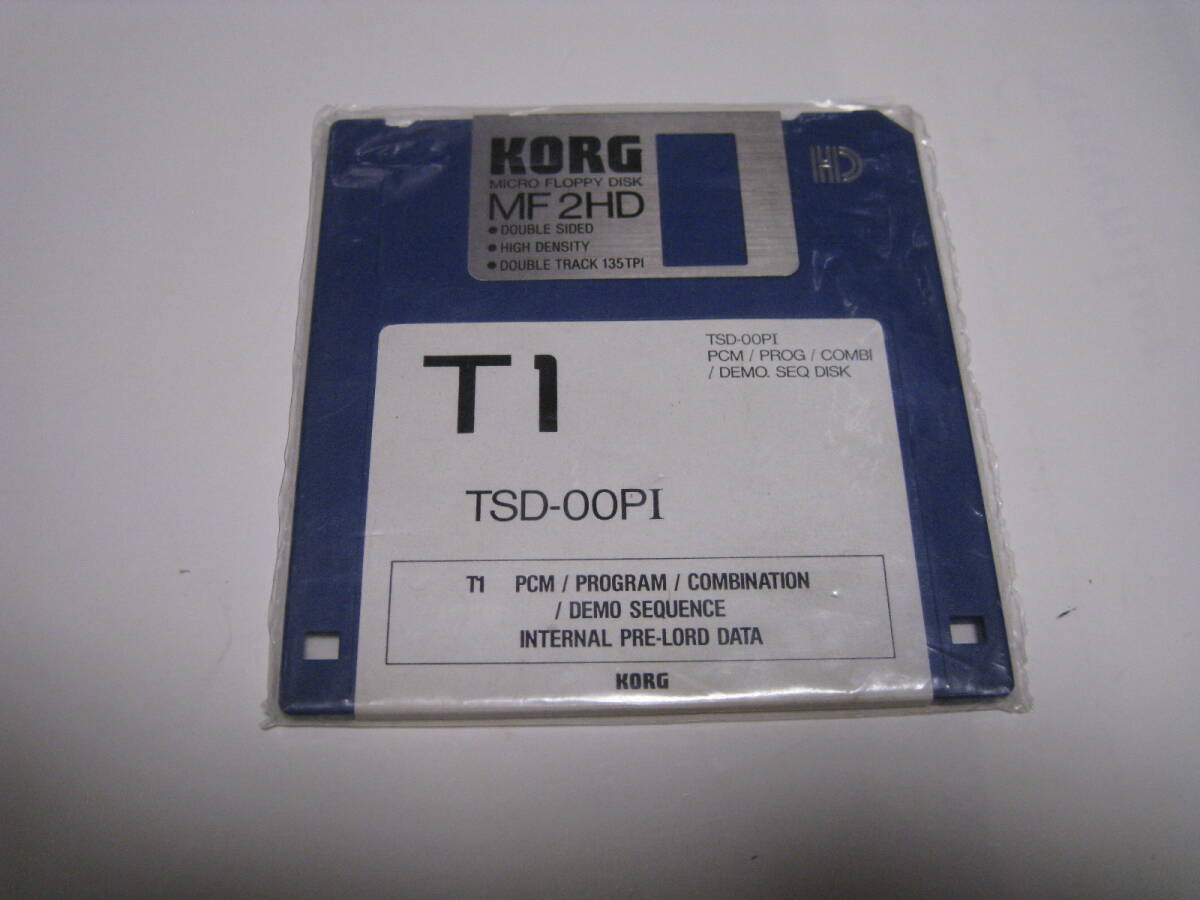 KORG
MICRO FLOPPY DISK
MF 2HD
● DOUBLE SIDED
● HIGH DENSITY
● DOUBLE TRACK 135TPI
HD
T1
TSD-00PI
PCM / PROG / COMBI
/ DEMO. SEQ DISK
TSD-00PI
T1 PCM / PROGRAM / COMBINATION
/ DEMO SEQUENCE
INTERNAL PRE-LORD DATA
KORG